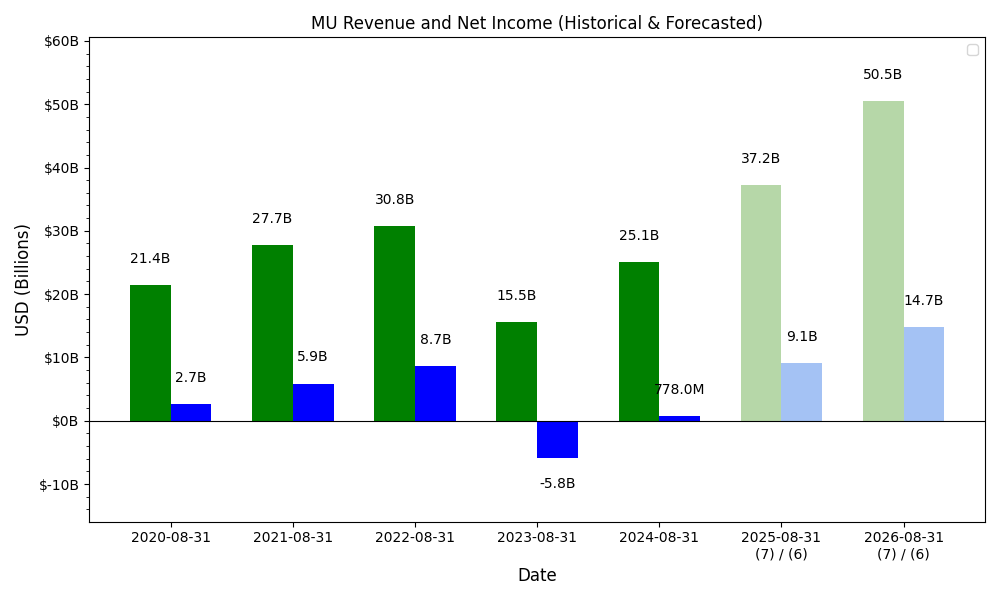 MU Revenue and Net Income (Historical & Forecasted)
USD (Billions)
$60B
$50B
$40B
$30B
$20B
$10B
$0B
$-10B
21.4B
2.7B
27.7B
5.9B
30.8B
8.7B
15.5B
-5.8B
25.1B
778.0M
37.2B
9.1B
50.5B
14.7B
2020-08-31
2021-08-31
2022-08-31
2023-08-31
2024-08-31
2025-08-31
(7) / (6)
2026-08-31
(7) / (6)
Date